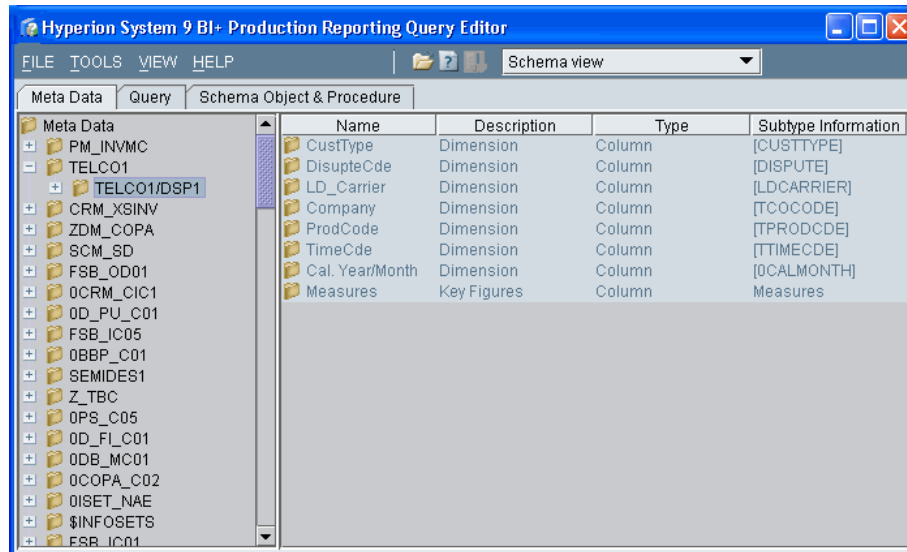 Hyperion System 9 BI+ Production Reporting Query Editor
FILE TOOLS VIEW HELP Schema view
Meta Data Query Schema Object & Procedure
Meta Data
PM_INVMC
TELCO1
TELCO1/DSP1
CRM_XSINV
ZDM_COPA
SCM_SD
FSB_OD01
0CRM_CIC1
0D_PU_C01
FSB_IC05
0BBP_C01
SEMIDES1
Z_TBC
0PS_C05
0D_FI_C01
0DB_MC01
0COPA_C02
0ISET_NAE
$INFOSETS
FSB_IC01
Name Description Type Subtype Information
CustType Dimension Column [CUSTTYPE]
DisupteCde Dimension Column [DISPUTE]
LD_Carrier Dimension Column [LDCARRIER]
Company Dimension Column [TCOCODE]
ProdCode Dimension Column [TPRODCDE]
TimeCde Dimension Column [TTIMECDE]
Cal. Year/Month Dimension Column [0CALMONTH]
Measures Key Figures Column Measures